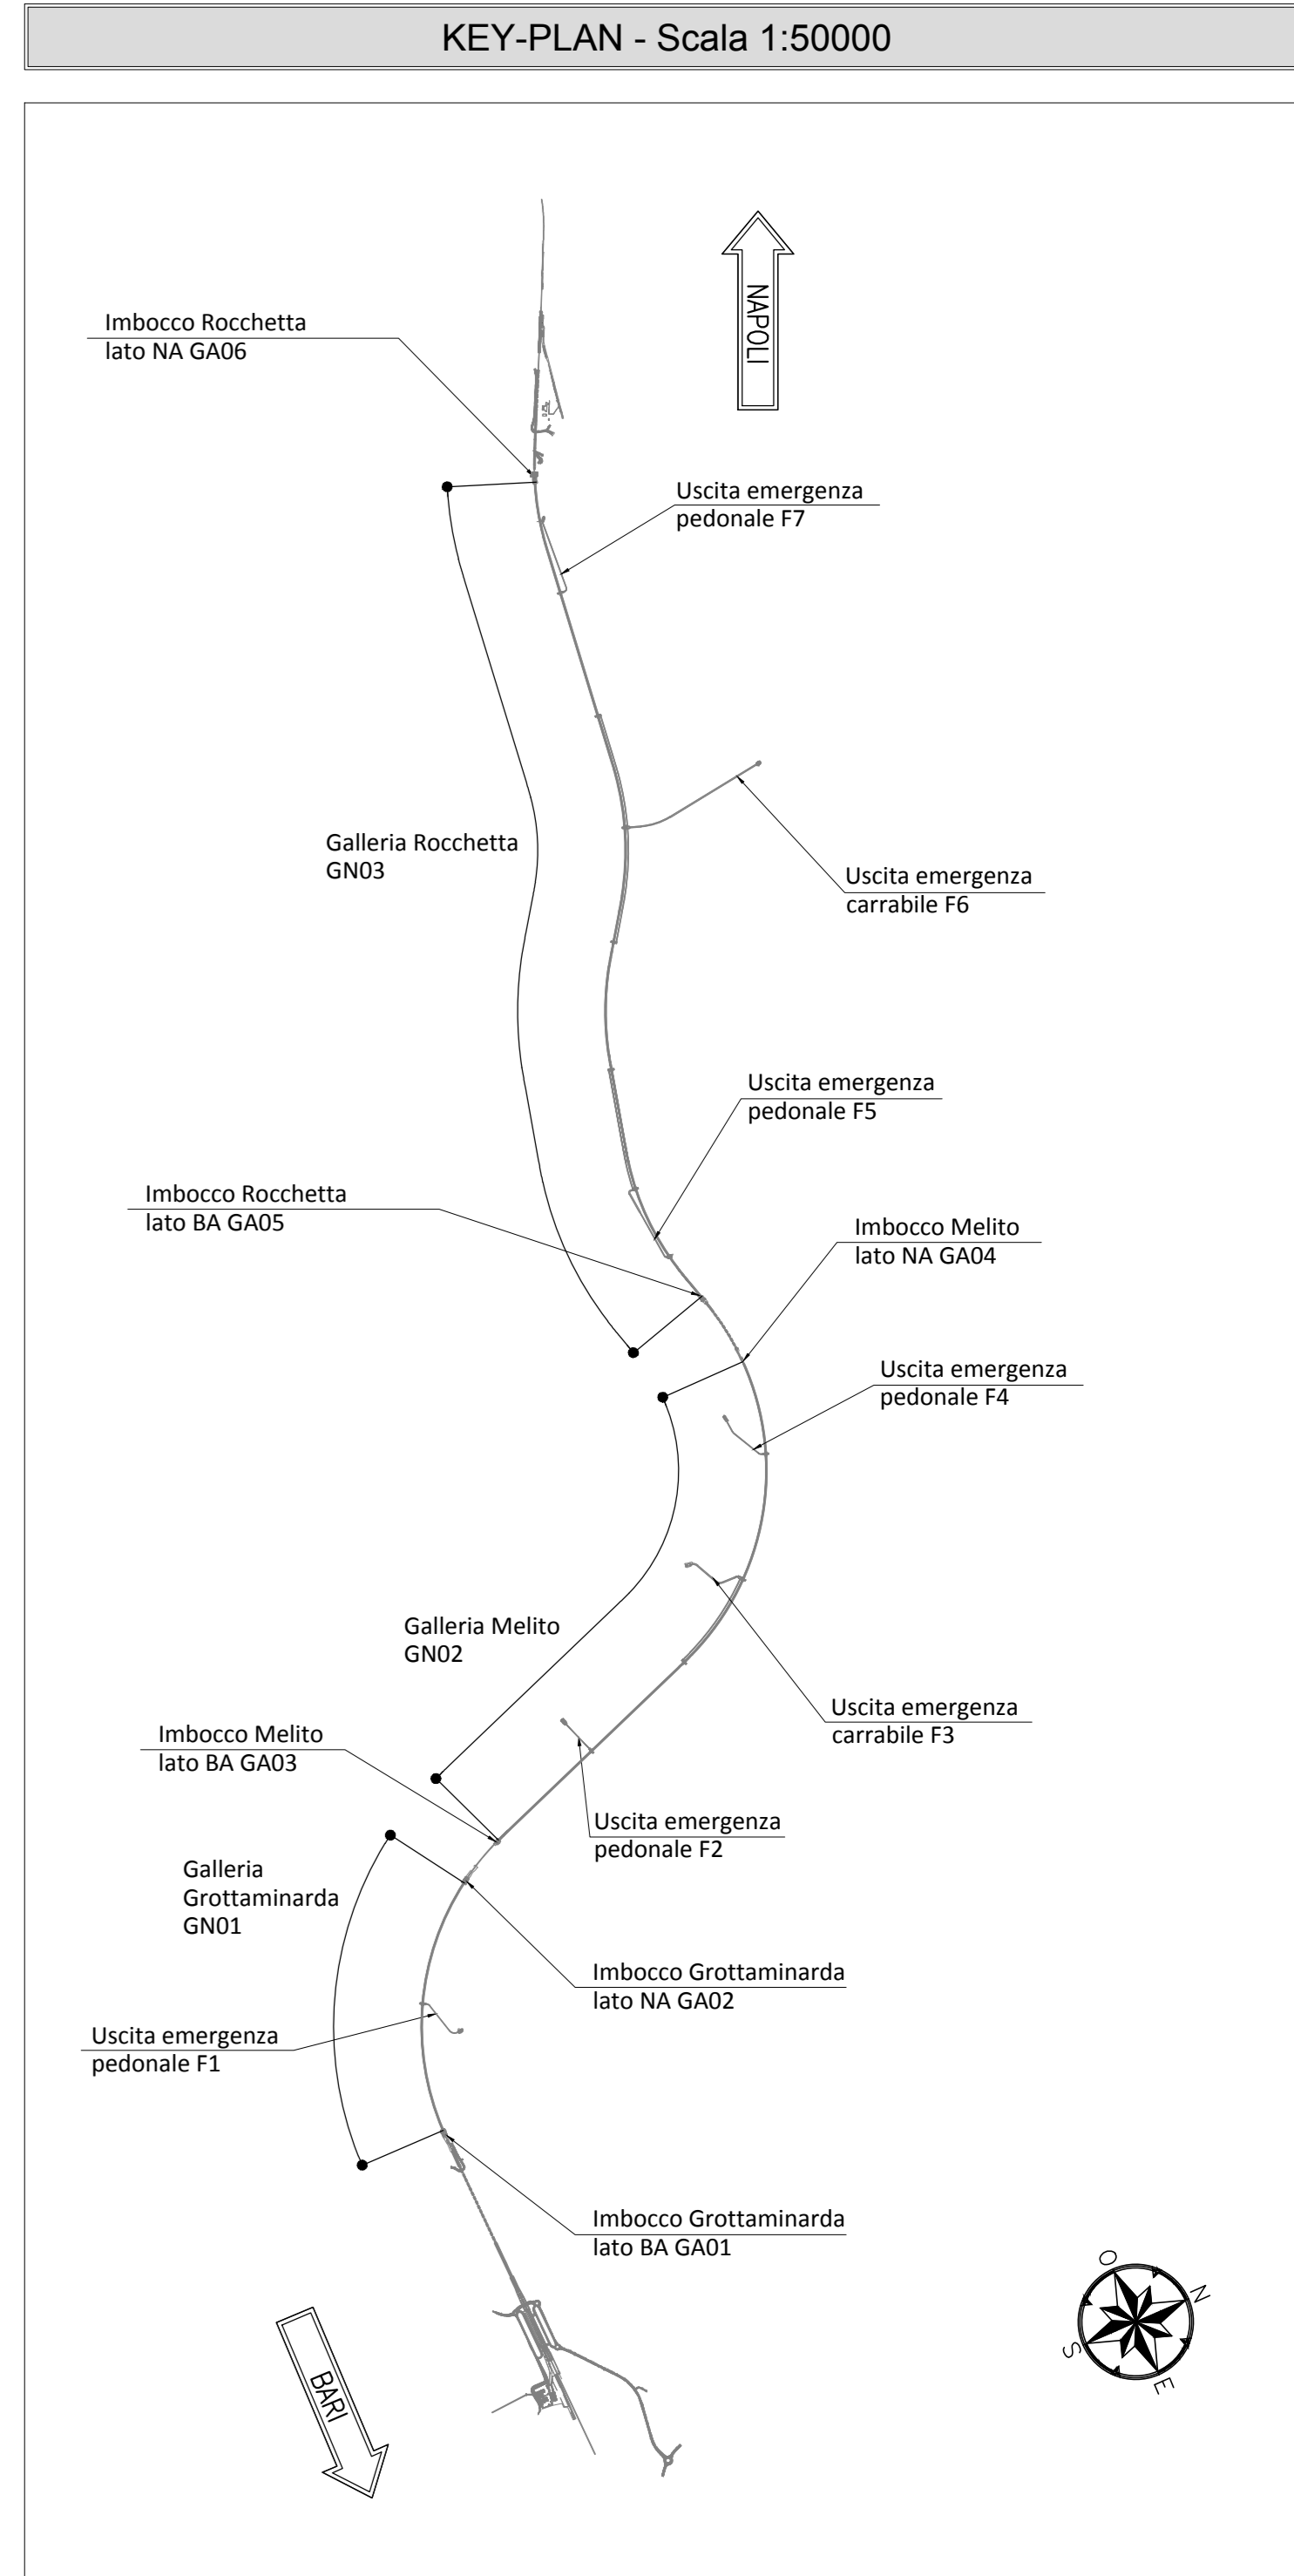 KEY-PLAN - Scala 1:50000
NAPOLI
Imbocco Rocchetta
lato NA GA06
Uscita emergenza
pedonale F7
Galleria Rocchetta
GN03
Uscita emergenza
carrabile F6
Uscita emergenza
pedonale F5
Imbocco Rocchetta
lato BA GA05
Imbocco Melito
lato NA GA04
Uscita emergenza
pedonale F4
Galleria Melito
GN02
Uscita emergenza
carrabile F3
Imbocco Melito
lato BA GA03
Uscita emergenza
pedonale F2
Galleria
Grottaminarda
GN01
Imbocco Grottaminarda
lato NA GA02
Uscita emergenza
pedonale F1
Imbocco Grottaminarda
lato BA GA01
BARI
O
N
S
E